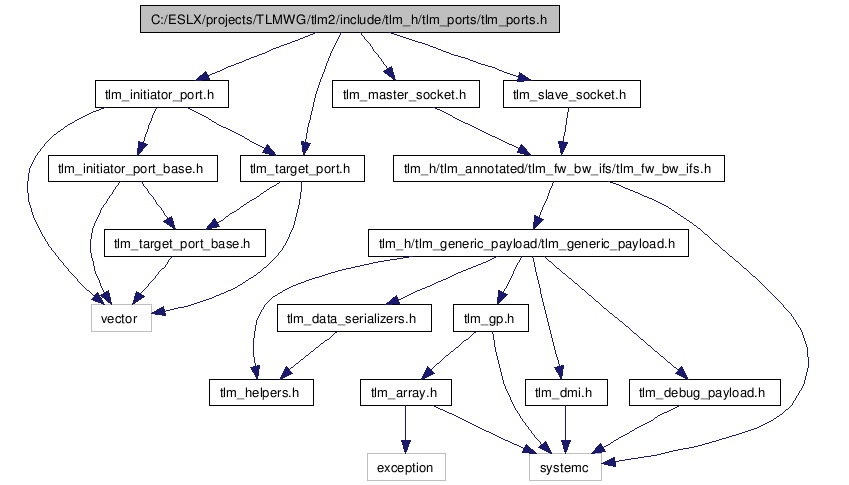 C:/ESLX/projects/TLMWG/tlm2/include/tlm_h/tlm_ports/tlm_ports.h
tlm_initiator_port.h
tlm_master_socket.h
tlm_slave_socket.h
tlm_initiator_port_base.h
tlm_target_port.h
tlm_h/tlm_annotated/tlm_fw_bw_ifs/tlm_fw_bw_ifs.h
tlm_target_port_base.h
tlm_h/tlm_generic_payload/tlm_generic_payload.h
vector
tlm_data_serializers.h
tlm_gp.h
tlm_helpers.h
tlm_array.h
tlm_dmi.h
tlm_debug_payload.h
exception
systemc